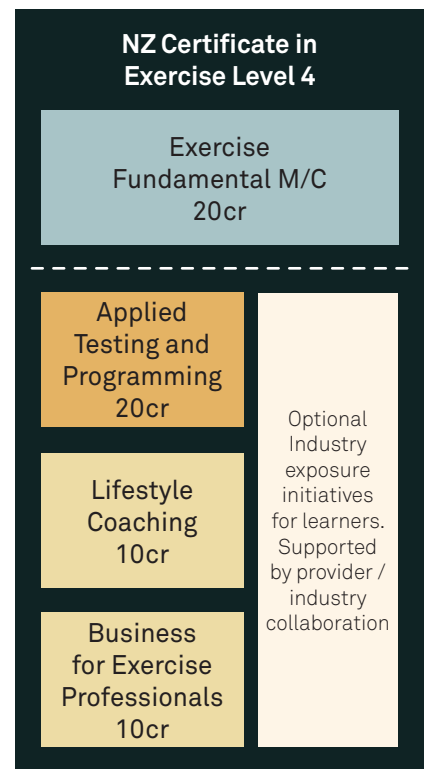 NZ Certificate in
Exercise Level 4
Exercise
Fundamental M/C
20cr
Applied
Testing and
Programming
20cr
Lifestyle
Coaching
10cr
Business
for Exercise
Professionals
10cr
Optional
Industry
exposure
initiatives
for learners.
Supported
by provider /
industry
collaboration